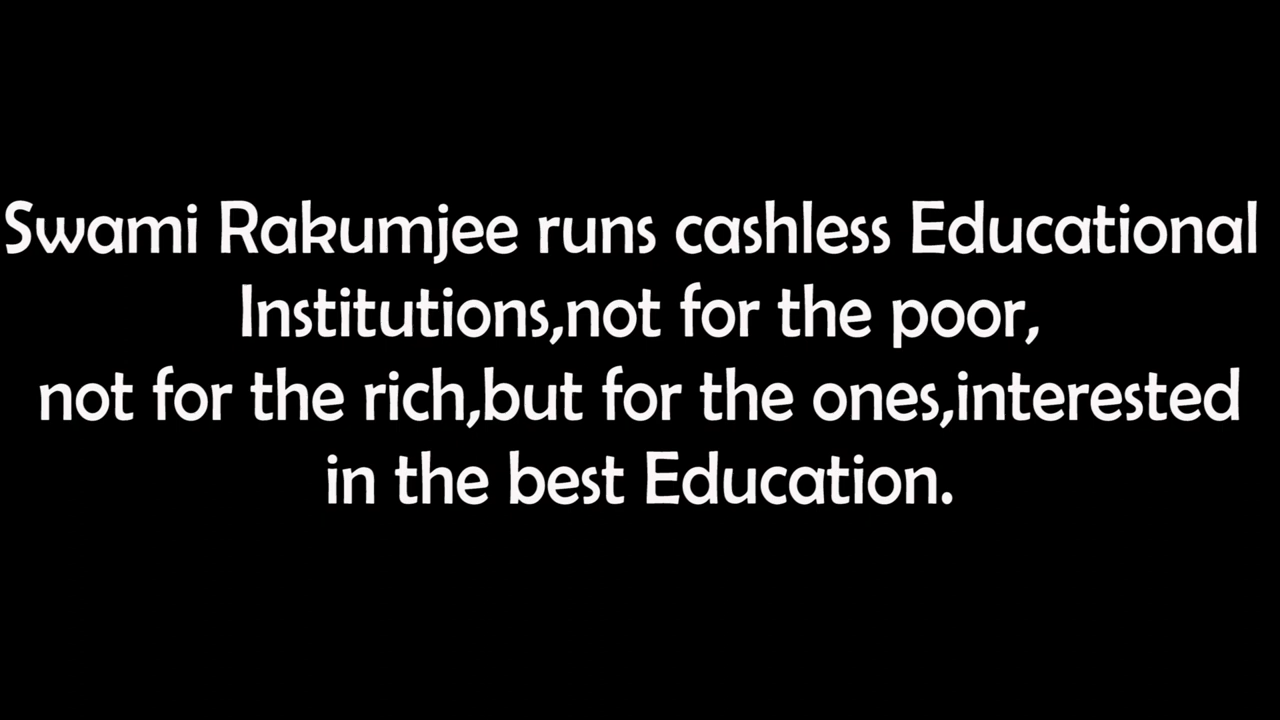 Swami Rakumjee runs cashless Educational
Institutions,not for the poor,
not for the rich,but for the ones,interested
in the best Education.